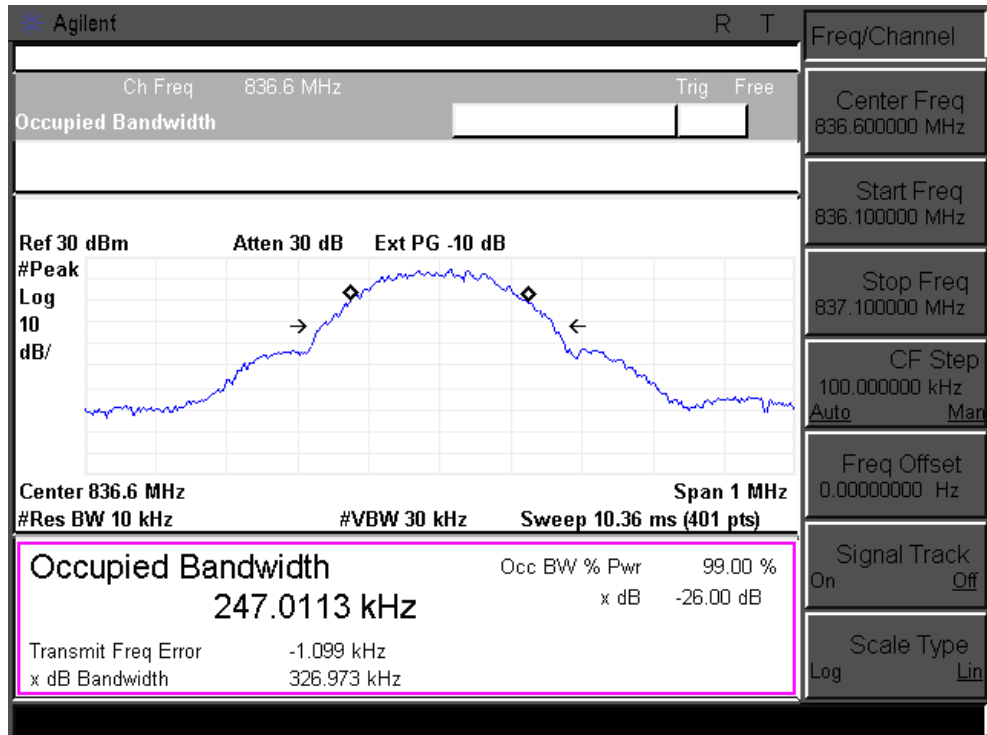 Agilent R T
Freq/Channel
Ch Freq 836.6 MHz Trig Free
Occupied Bandwidth
Center Freq
836.600000 MHz
Start Freq
836.100000 MHz
Stop Freq
837.100000 MHz
CF Step
100.000000 kHz
Auto Man
Freq Offset
0.00000000 Hz
Signal Track
On Off
Scale Type
Log Lin
Ref 30 dBm Atten 30 dB Ext PG -10 dB
#Peak
Log
10
dB/
Center 836.6 MHz Span 1 MHz
#Res BW 10 kHz #VBW 30 kHz Sweep 10.36 ms (401 pts)
Occupied Bandwidth Occ BW % Pwr 99.00 %
247.0113 kHz x dB -26.00 dB
Transmit Freq Error -1.099 kHz
x dB Bandwidth 326.973 kHz